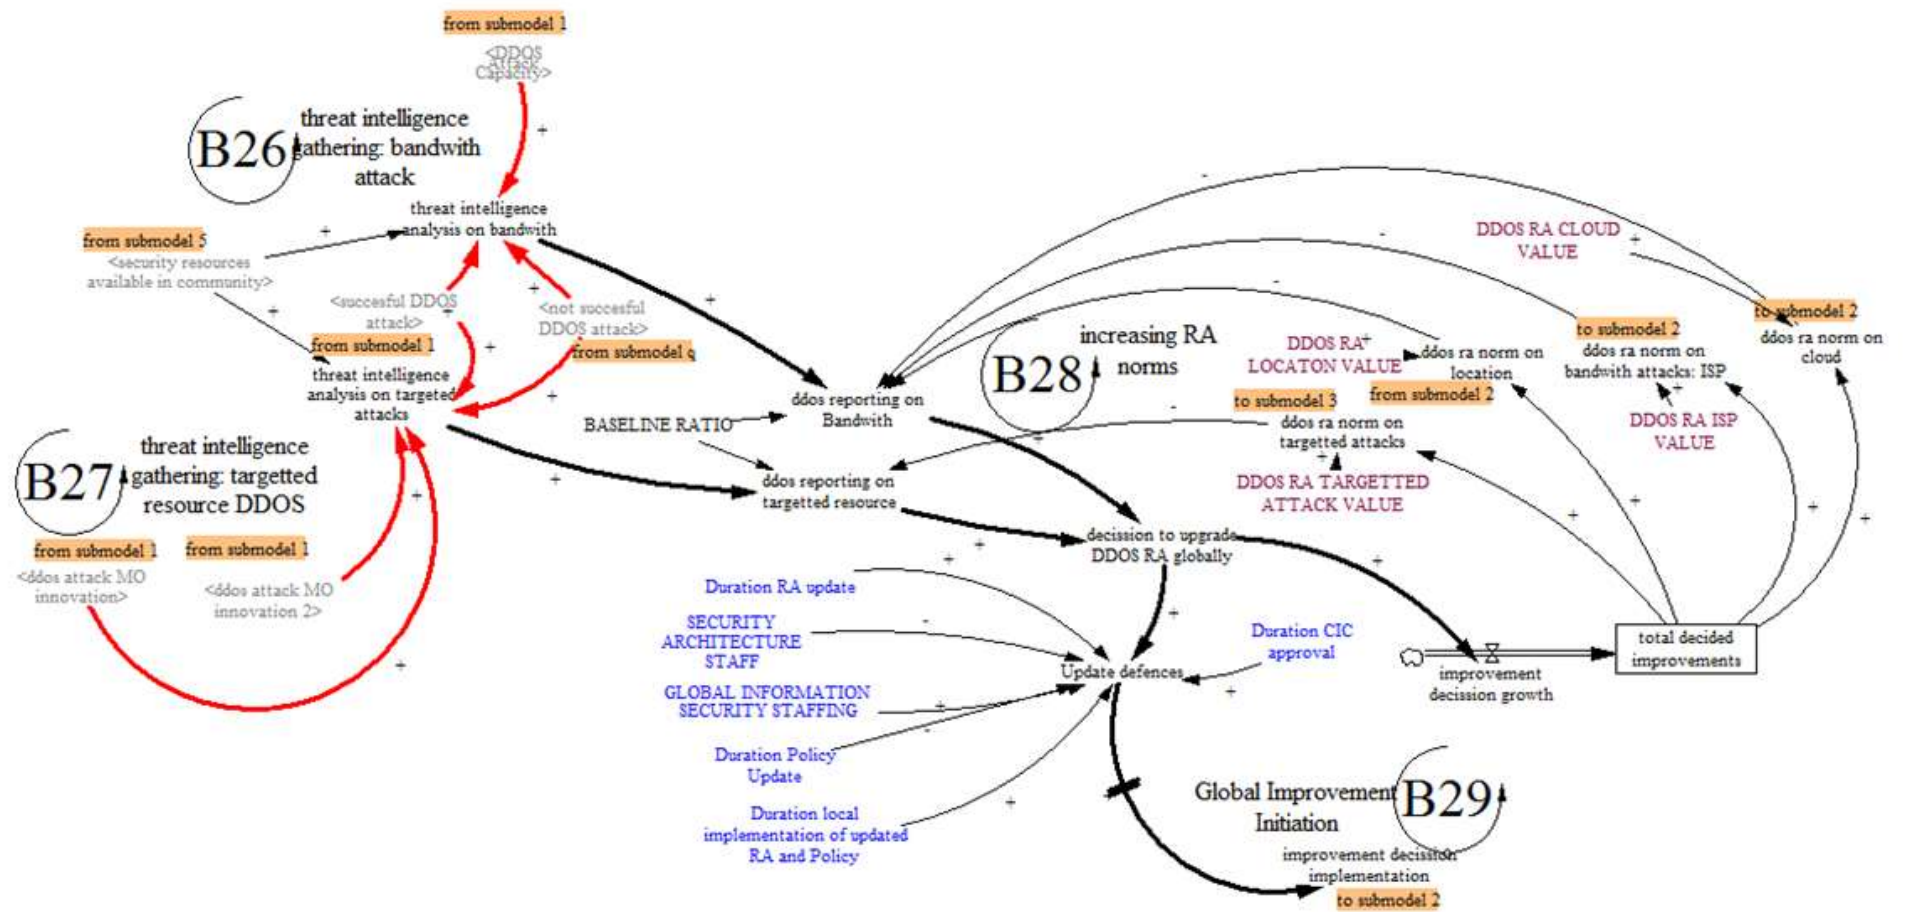 from submodel 1
<DDOS
Attack
Capacity>
B26
threat intelligence
gathering: bandwith
attack
threat intelligence
analysis on bandwith
from submodel 5
<security resources
available in community>
<succesful DDOS
attack>
from submodel 1
<not succesful
DDOS attack>
from submodel q
threat intelligence
analysis on targeted
attacks
B27
threat intelligence
gathering: targetted
resource DDOS
from submodel 1
<ddos attack MO
innovation>
from submodel 1
<ddos attack MO
innovation 2>
BASELINE RATIO
ddos reporting on
Bandwith
ddos reporting on
targetted resource
B28
increasing RA
norms
DDOS RA CLOUD
VALUE
to submodel 2
ddos ra norm on
cloud
to submodel 2
ddos ra norm on
bandwith attacks: ISP
DDOS RA ISP
VALUE
DDOS RA
LOCATON VALUE
ddos ra norm on
location
from submodel 2
to submodel 3
ddos ra norm on
targetted attacks
DDOS RA TARGETTED
ATTACK VALUE
decission to upgrade
DDOS RA globally
Duration RA update
SECURITY
ARCHITECTURE
STAFF
GLOBAL INFORMATION
SECURITY STAFFING
Duration Policy
Update
Duration local
implementation of updated
RA and Policy
Update defences
Duration CIC
approval
improvement
decission growth
total decided
improvements
Global Improvement
Initiation
B29
improvement decission
implementation
to submodel 2